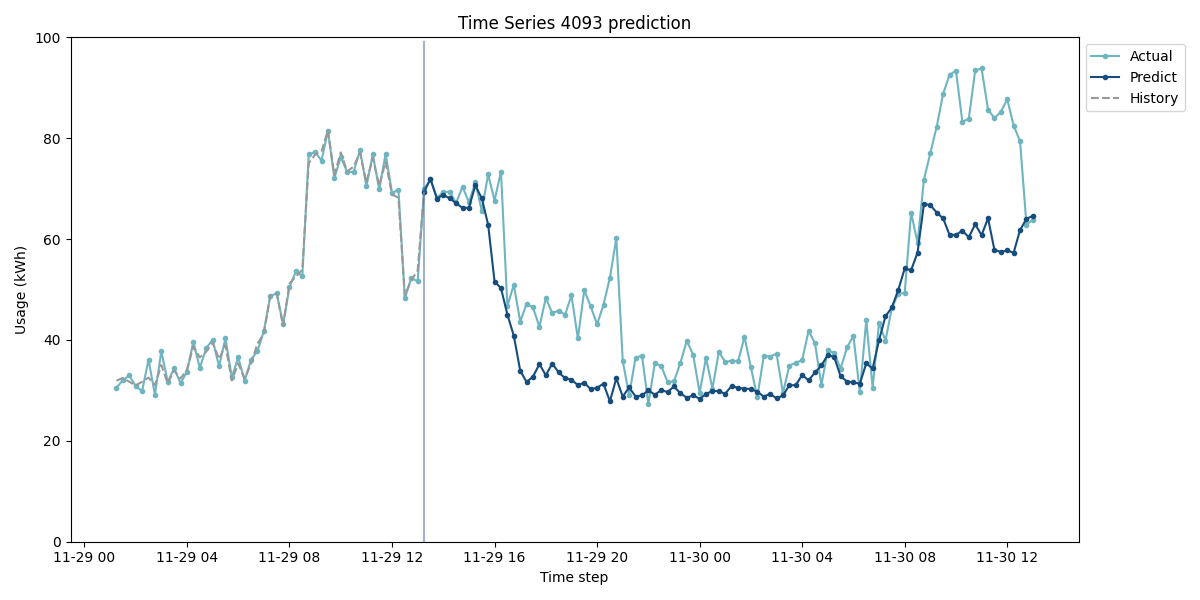 Time Series 4093 prediction
100
80
60
40
20
0
Usage (kWh)
11-29 00
11-29 04
11-29 08
11-29 12
11-29 16
11-29 20
11-30 00
11-30 04
11-30 08
11-30 12
Time step
Actual
Predict
History